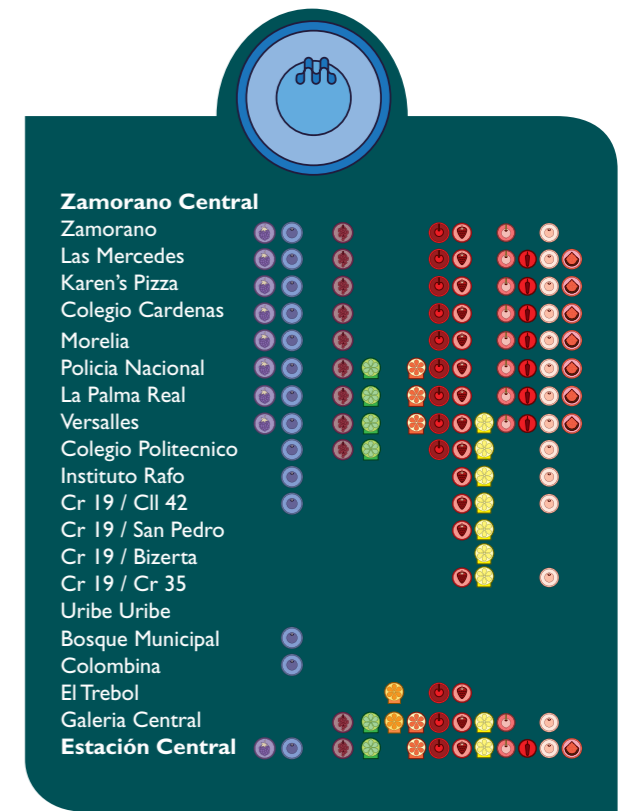 Zamorano Central
Zamorano
Las Mercedes
Karen's Pizza
Colegio Cardenas
Morelia
Policia Nacional
La Palma Real
Versalles
Colegio Politecnico
Instituto Rafo
Cr 19 / Cll 42
Cr 19 / San Pedro
Cr 19 / Bizerta
Cr 19 / Cr 35
Uribe Uribe
Bosque Municipal
Colombina
El Trebol
Galeria Central
Estación Central